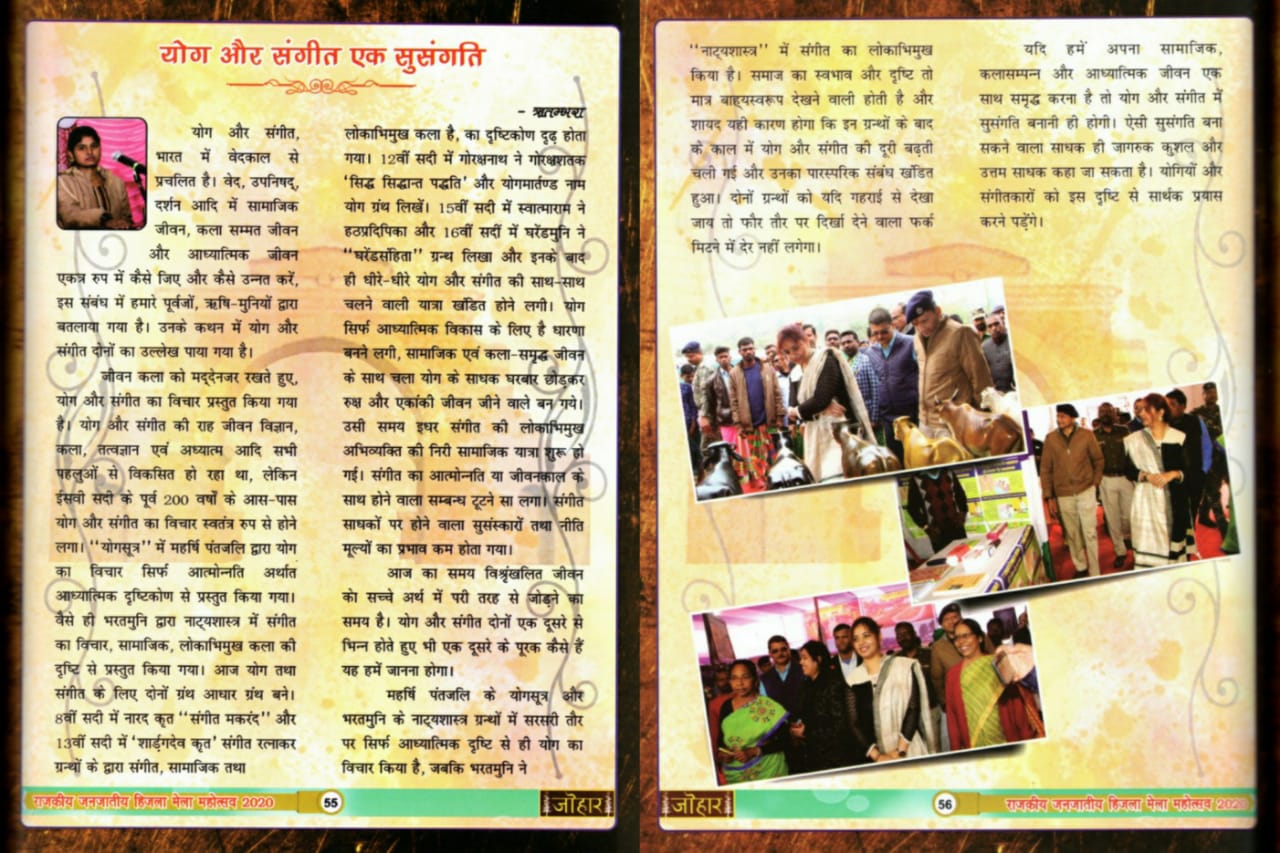 योग और संगीत एक सुसंगति
- ऋतम्भरा
योग और संगीत,
भारत में वेदकाल से
प्रचलित है। वेद, उपनिषद्,
दर्शन आदि में सामाजिक
जीवन, कला सम्मत जीवन
और आध्यात्मिक जीवन
एकत्र रुप में कैसे जिए और कैसे उन्नत करें,
इस संबंध में हमारे पूर्वजों, ऋषि-मुनियों द्वारा
बतलाया गया है। उनके कथन में योग और
संगीत दोनों का उल्लेख पाया गया है।
जीवन कला को मद्देनजर रखते हुए,
योग और संगीत का विचार प्रस्तुत किया गया
है। योग और संगीत की राह जीवन विज्ञान,
कला, तत्वज्ञान एवं अध्यात्म आदि सभी
पहलुओं से विकसित हो रहा था, लेकिन
ईसवी सदी के पूर्व 200 वर्षो के आस-पास
योग और संगीत का विचार स्वतंत्र रुप से होने
लगा। "योगसूत्र" में महर्षि पंतजलि द्वारा योग
का विचार सिर्फ आत्मोन्नति अर्थात
आध्यात्मिक दृष्टिकोण से प्रस्तुत किया गया।
वैसे ही भरतमुनि द्वारा नाट्यशास्त्र में संगीत
का विचार, सामाजिक, लोकाभिमुख कला की
दृष्टि से प्रस्तुत किया गया। आज योग तथा
संगीत के लिए दोनों ग्रंथ आधार ग्रंथ बने।
8वीं सदी में नारद कृत "संगीत मकरंद" और
13वीं सदी में 'शार्ङ्गदेव कृत' संगीत रत्नाकर
ग्रन्थों के द्वारा संगीत, सामाजिक तथा
लोकाभिमुख कला है, का दृष्टिकोण दृढ़ होता
गया। 12वीं सदी में गोरक्षनाथ ने गोरक्षशतक
'सिद्ध सिद्धान्त पद्धति' और योगमार्तण्ड नाम
योग ग्रंथ लिखें। 15वीं सदी में स्वात्माराम ने
हठप्रदिपिका और 16वीं सदीं में घरेंडमुनि ने
"घरेंडसंहिता" ग्रन्थ लिखा और इनके बाद
ही धीरे-धीरे योग और संगीत की साथ-साथ
चलने वाली यात्रा खंडित होने लगी। योग
सिर्फ आध्यात्मिक विकास के लिए है धारणा
बनने लगी, सामाजिक एवं कला-समृद्ध जीवन
के साथ चला योग के साधक घरबार छोड़कर
रुक्ष और एकांकी जीवन जीने वाले बन गये।
उसी समय इधर संगीत की लोकाभिमुख
अभिव्यक्ति की निरी सामाजिक यात्रा शुरू हो
गई। संगीत का आत्मोन्नति या जीवनकाल के
साथ होने वाला सम्बन्ध टूटने सा लगा। संगीत
साधकों पर होने वाला सुसंस्कारों तथा नीति
मूल्यों का प्रभाव कम होता गया।
आज का समय विश्रृंखलित जीवन
को सच्चे अर्थ में परी तरह से जोड़ने का
समय है। योग और संगीत दोनों एक दूसरे से
भिन्न होते हुए भी एक दूसरे के पूरक कैसे हैं
यह हमें जानना होगा।
महर्षि पंतजलि के योगसूत्र और
भरतमुनि के नाट्यशास्त्र ग्रन्थों में सरसरी तौर
पर सिर्फ आध्यात्मिक दृष्टि से ही योग का
विचार किया है, जबकि भरतमुनि ने
राजकीय जनजातीय हिजला मेला महोत्सव 2020
55
जोहार
"नाट्यशास्त्र" में संगीत का लोकाभिमुख
किया है। समाज का स्वभाव और दृष्टि तो
मात्र बाह्यस्वरूप देखने वाली होती है और
शायद यही कारण होगा कि इन ग्रन्थों के बाद
के काल में योग और संगीत की दूरी बढ़ती
चली गई और उनका पारस्परिक संबंध खंडित
हुआ। दोनों ग्रन्थों को यदि गहराई से देखा
जाय तो फौर तौर पर दिखाई देने वाला फर्क
मिटने में देर नहीं लगेगा।
यदि हमें अपना सामाजिक,
कलासम्पन्न और आध्यात्मिक जीवन एक
साथ समृद्ध करना है तो योग और संगीत में
सुसंगति बनानी ही होगी। ऐसी सुसंगति बना
सकने वाला साधक ही जागरुक कुशल और
उत्तम साधक कहा जा सकता है। योगियों और
संगीतकारों को इस दृष्टि से सार्थक प्रयास
करने पड़ेंगे।
जोहार
56
राजकीय जनजातीय हिजला मेला महोत्सव 2020